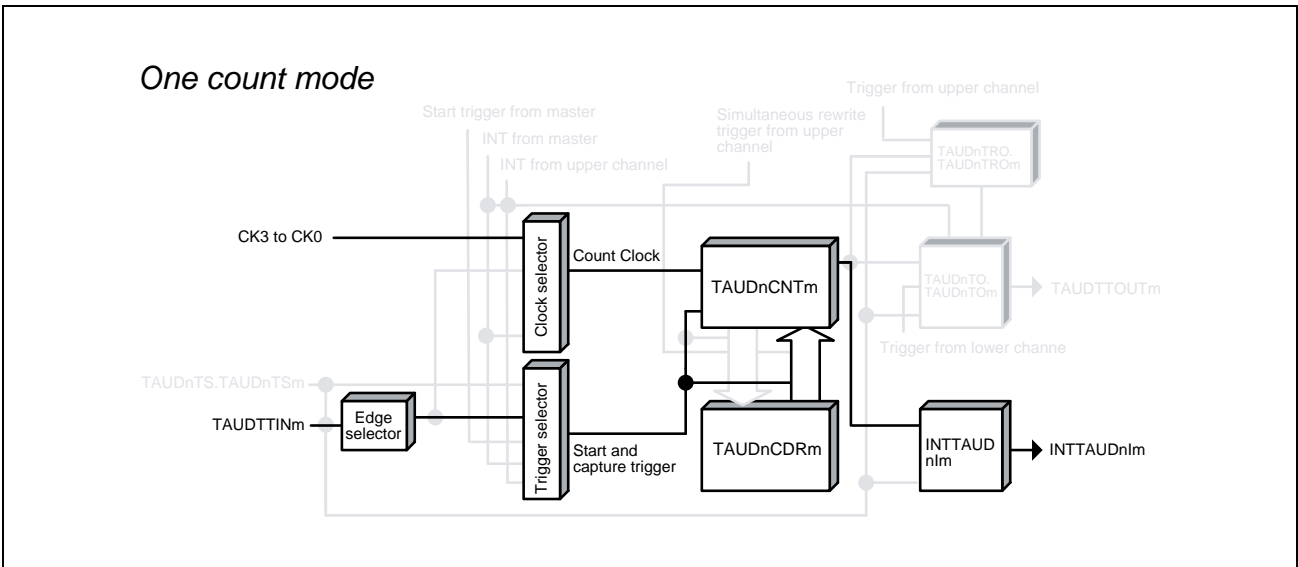 One count mode
Trigger from upper channel
Start trigger from master
Simultaneous rewrite
trigger from upper
channel
INT from master
INT from upper channel
TAUDnTRO.
TAUDnTROm
CK3 to CK0
Clock selector
Count Clock
TAUDnCNTm
TAUDnTO.
TAUDnTOm
TAUDTTOUTm
Trigger from lower channe
TAUDnTS.TAUDnTSm
TAUDTTINm
Edge
selector
Trigger selector
Start and
capture trigger
TAUDnCDRm
INTTAUD
nIm
INTTAUDnIm